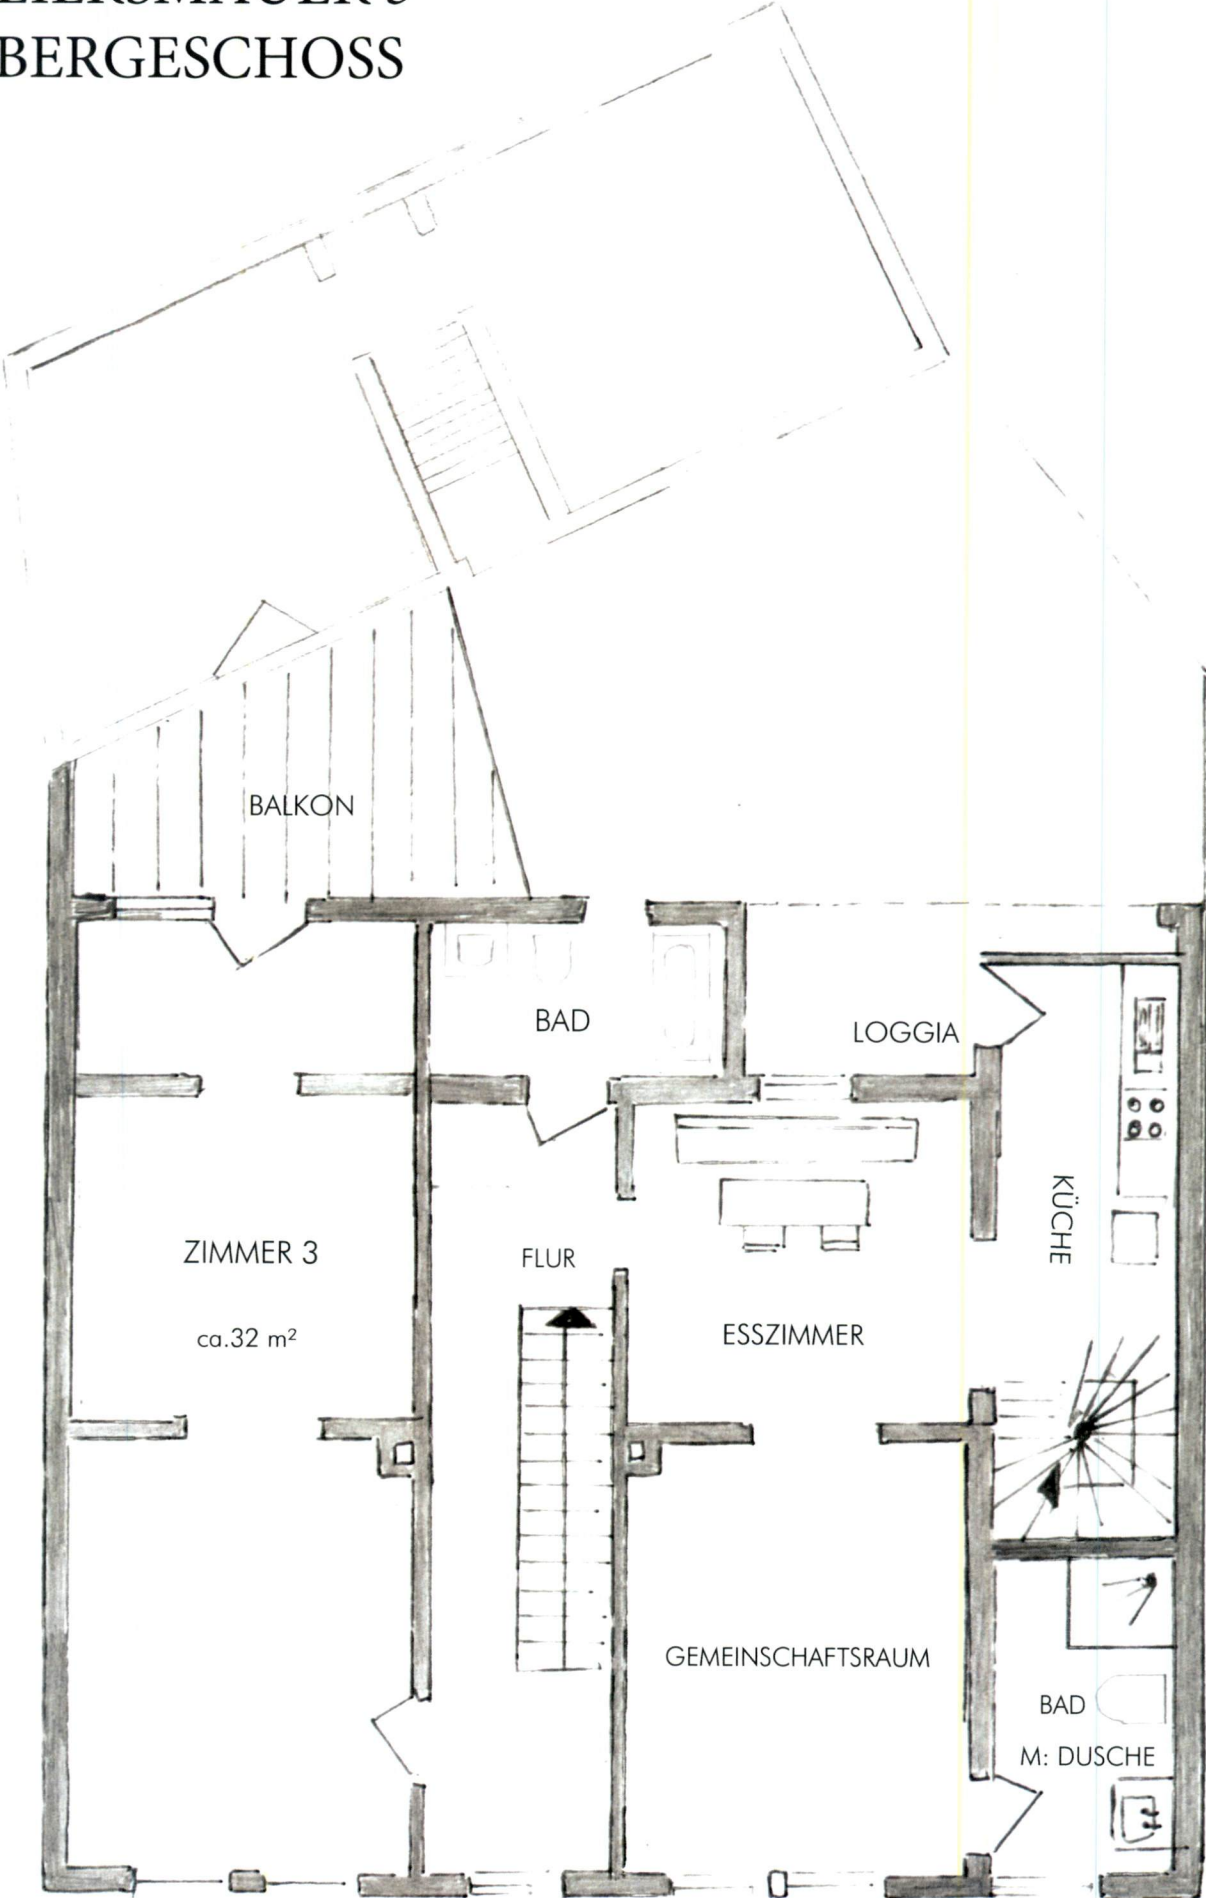 BERGESCHOSS
BALKON
BAD
LOGGIA
KÜCHE
ZIMMER 3
ca.32 m²
FLUR
ESSZIMMER
GEMEINSCHAFTSRAUM
BAD
M: DUSCHE